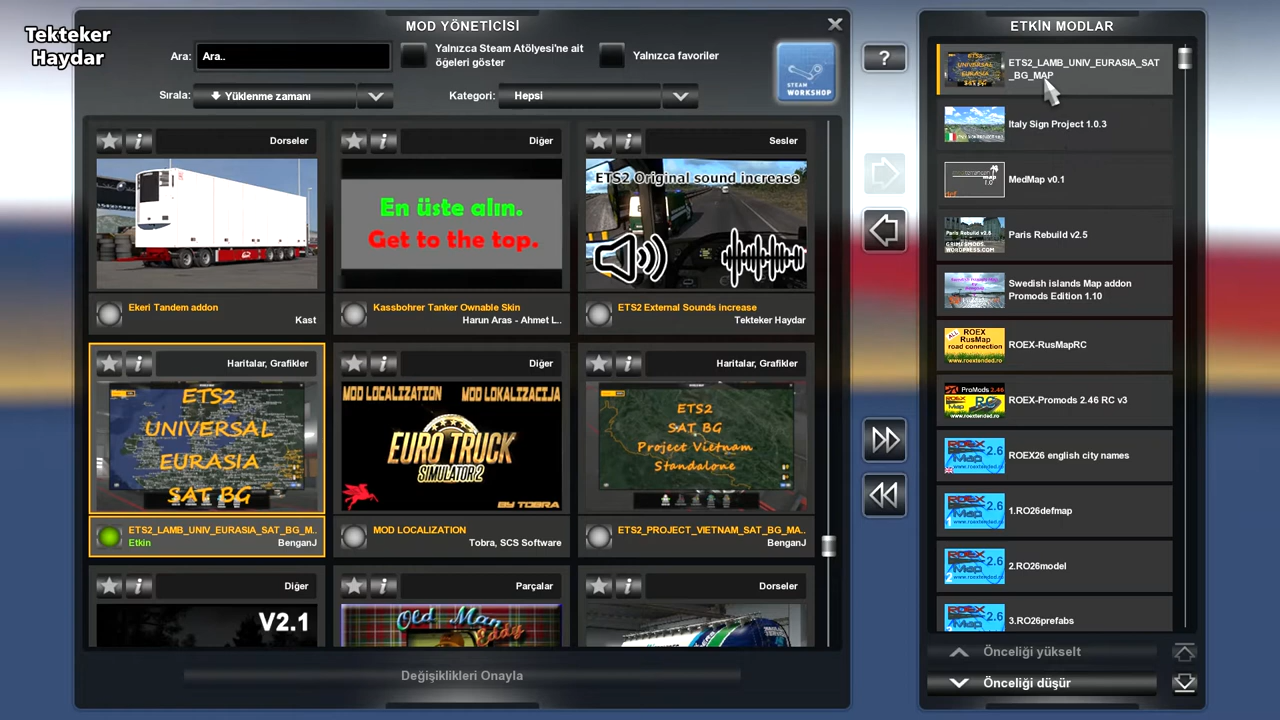 Tekteker
Haydar
MOD YÖNETİCİSİ
Ara:
Ara..
Yalnızca Steam Atölyesi'ne ait
öğeleri göster
Yalnızca favoriler
STEAM
WORKSHOP
Sırala:
Yüklenme zamanı
Kategori:
Hepsi
Dorseler
Ekeri Tandem addon
Kast
Diğer
En üste alın.
Get to the top.
Kassbohrer Tanker Ownable Skin
Harun Aras - Ahmet L..
Sesler
ETS2 Original sound increase
ETS2 External Sounds increase
Tekteker Haydar
Haritalar, Grafikler
ETS2
UNIVERSAL
EURASIA
SAT BG
ETS2_LAMB_UNIV_EURASIA_SAT_BG_M..
Etkin
BenganJ
Diğer
MOD LOCALIZATION
MOD LOKALIZACIJA
EURO TRUCK
SIMULATOR 2
BY TOBRA
MOD LOCALIZATION
Tobra, SCS Software
Haritalar, Grafikler
ETS2
SAT BG
Project Vietnam
Standalone
ETS2_PROJECT_VIETNAM_SAT_BG_MA..
BenganJ
Diğer
V2.1
Parçalar
Old Man
Dorseler
Değişiklikleri Onayla
?
ETKİN MODLAR
ETS2_LAMB_UNIV_EURASIA_SAT
_BG_MAP
Italy Sign Project 1.0.3
MedMap v0.1
Paris Rebuild v2.5
Swedish islands Map addon
Promods Edition 1.10
ROEX-RusMapRC
ROEX-Promods 2.46 RC v3
ROEX26 english city names
1.RO26defmap
2.RO26model
3.RO26prefabs
Önceliği yükselt
Önceliği düşür